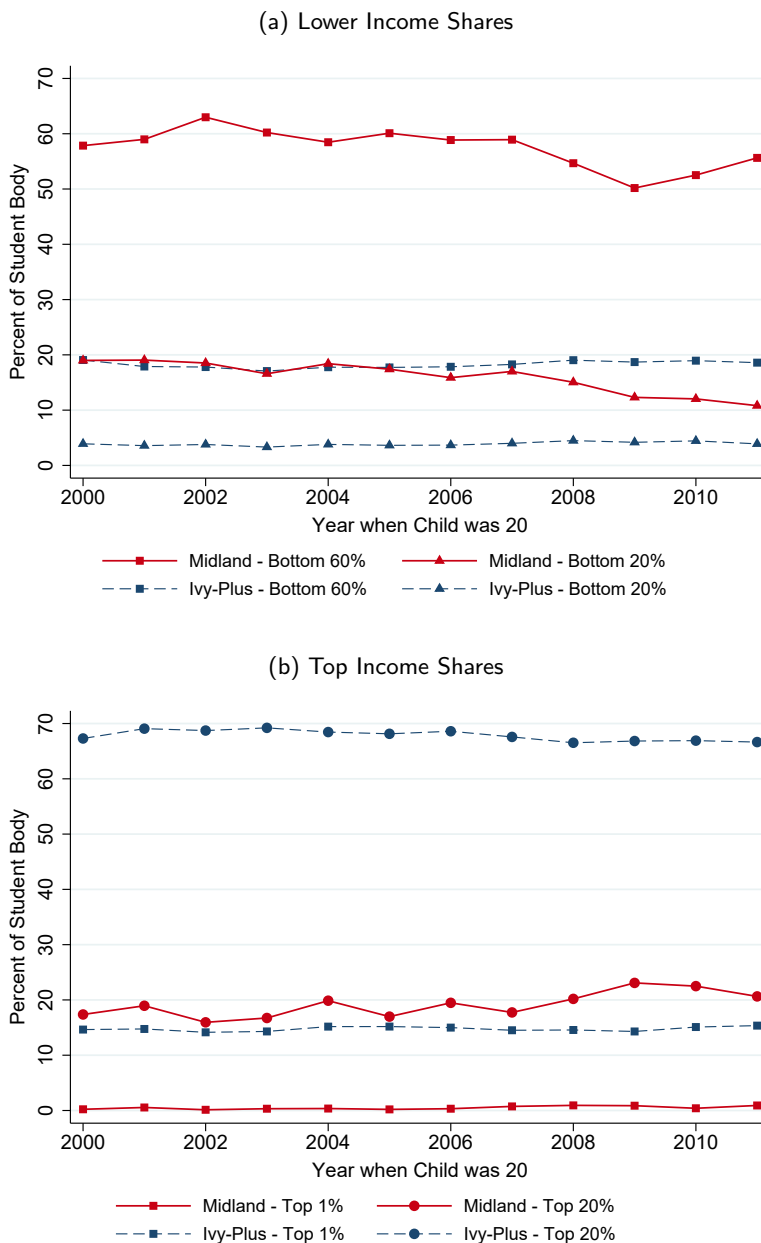 (a) Lower Income Shares
Percent of Student Body
70
60
50
40
30
20
10
0
2000 2002 2004 2006 2008 2010
Year when Child was 20
Midland - Bottom 60% Midland - Bottom 20%
Ivy-Plus - Bottom 60% Ivy-Plus - Bottom 20%
(b) Top Income Shares
Percent of Student Body
70
60
50
40
30
20
10
0
2000 2002 2004 2006 2008 2010
Year when Child was 20
Midland - Top 1% Midland - Top 20%
Ivy-Plus - Top 1% Ivy-Plus - Top 20%